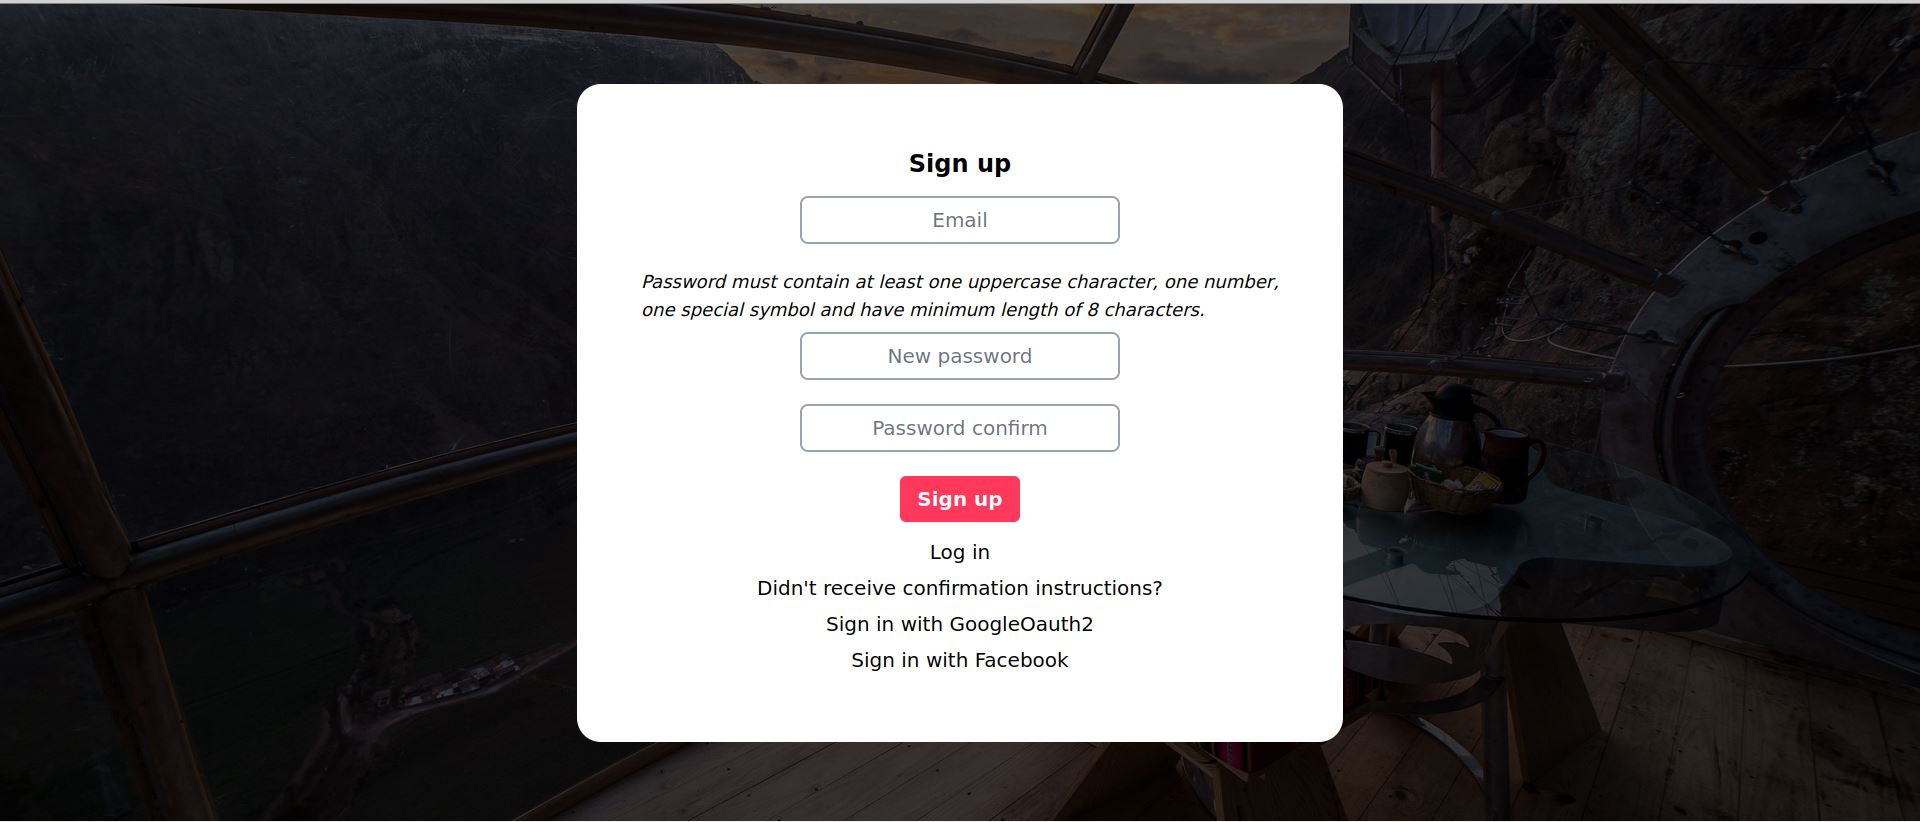 Sign up
Email
Password must contain at least one uppercase character, one number,
one special symbol and have minimum length of 8 characters.
New password
Password confirm
Sign up
Log in
Didn't receive confirmation instructions?
Sign in with GoogleOauth2
Sign in with Facebook